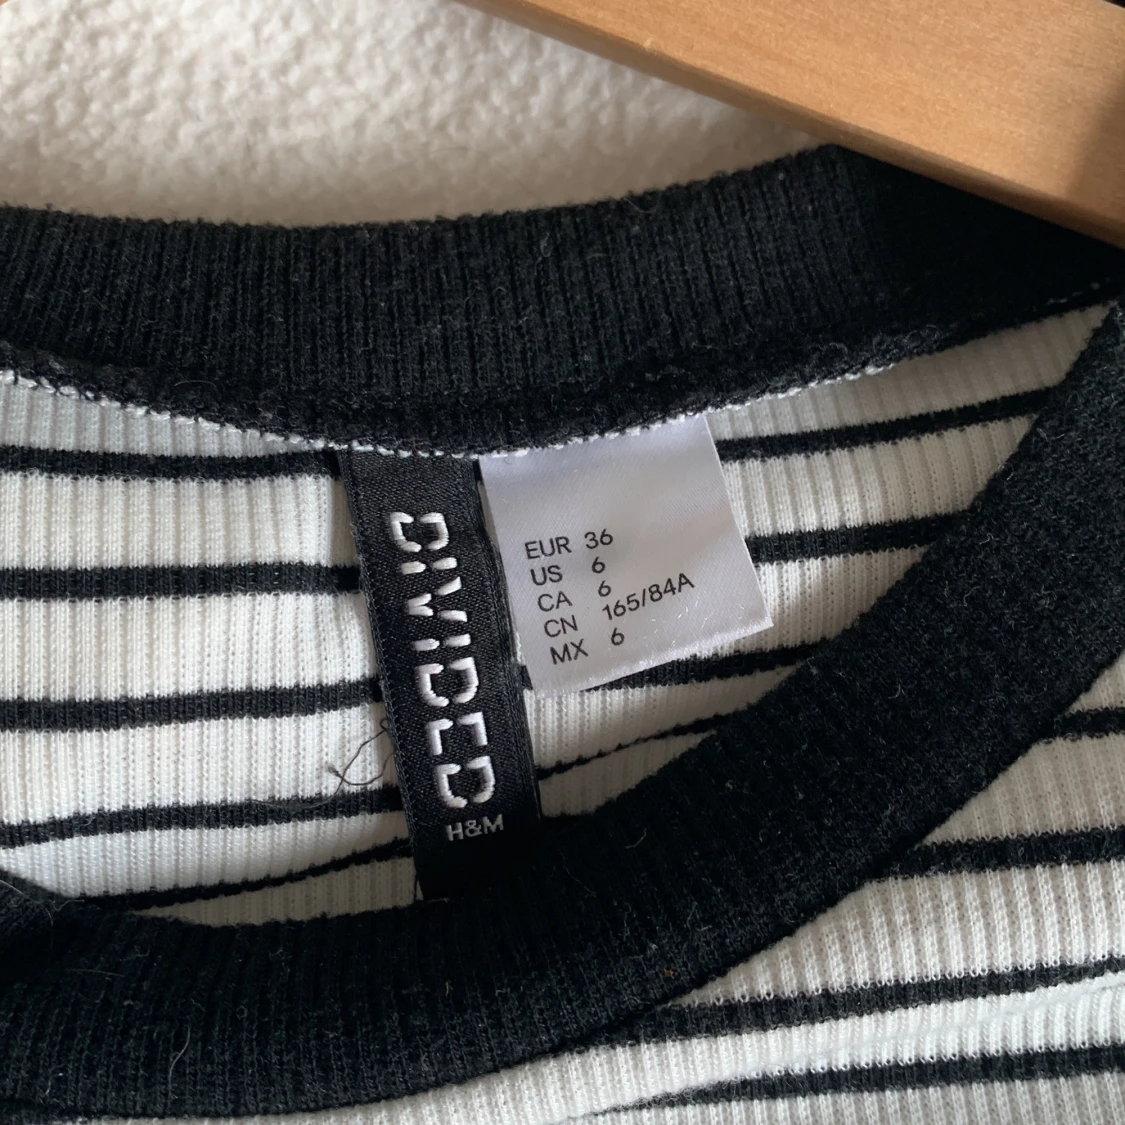 DIVIDED
H&M
EUR 36
US 6
CA 6
CN 165/84A
MX 6